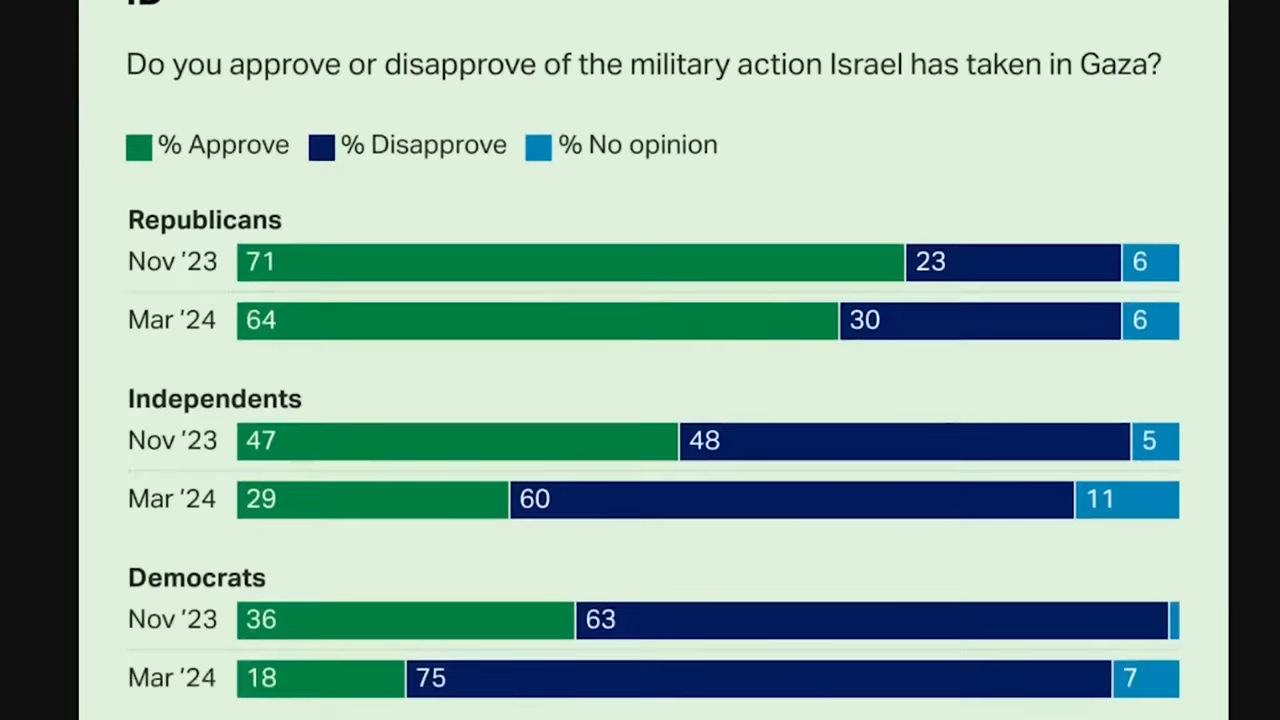 Do you approve or disapprove of the military action Israel has taken in Gaza?
% Approve % Disapprove % No opinion
Republicans
Nov '23 71 23 6
Mar '24 64 30 6
Independents
Nov '23 47 48 5
Mar '24 29 60 11
Democrats
Nov '23 36 63
Mar '24 18 75 7